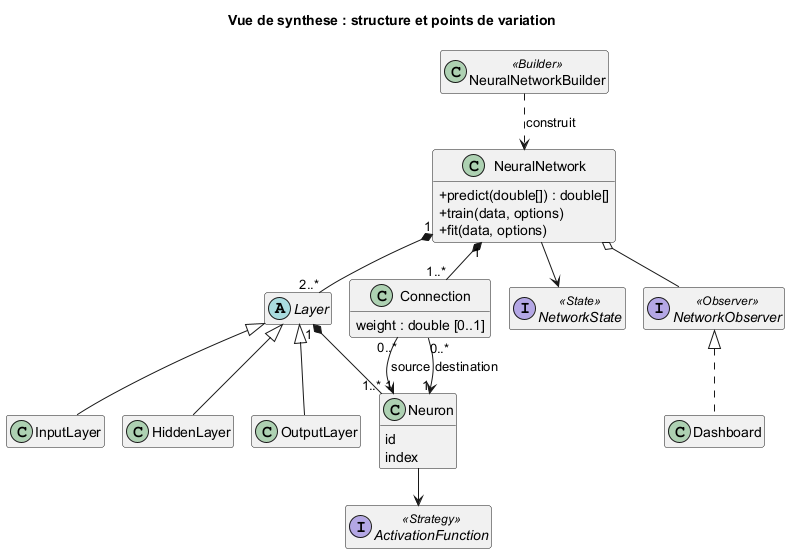 Vue de synthese : structure et points de variation
«Builder»
C NeuralNetworkBuilder
construit
C NeuralNetwork
+predict(double[]) : double[]
+train(data, options)
+fit(data, options)
1
1
2..*
1..*
A Layer
C Connection
weight : double [0..1]
«State»
I NetworkState
«Observer»
I NetworkObserver
1
0..*
0..*
source
destination
1..*
1
1
C InputLayer
C HiddenLayer
C OutputLayer
C Neuron
id
index
C Dashboard
«Strategy»
I ActivationFunction